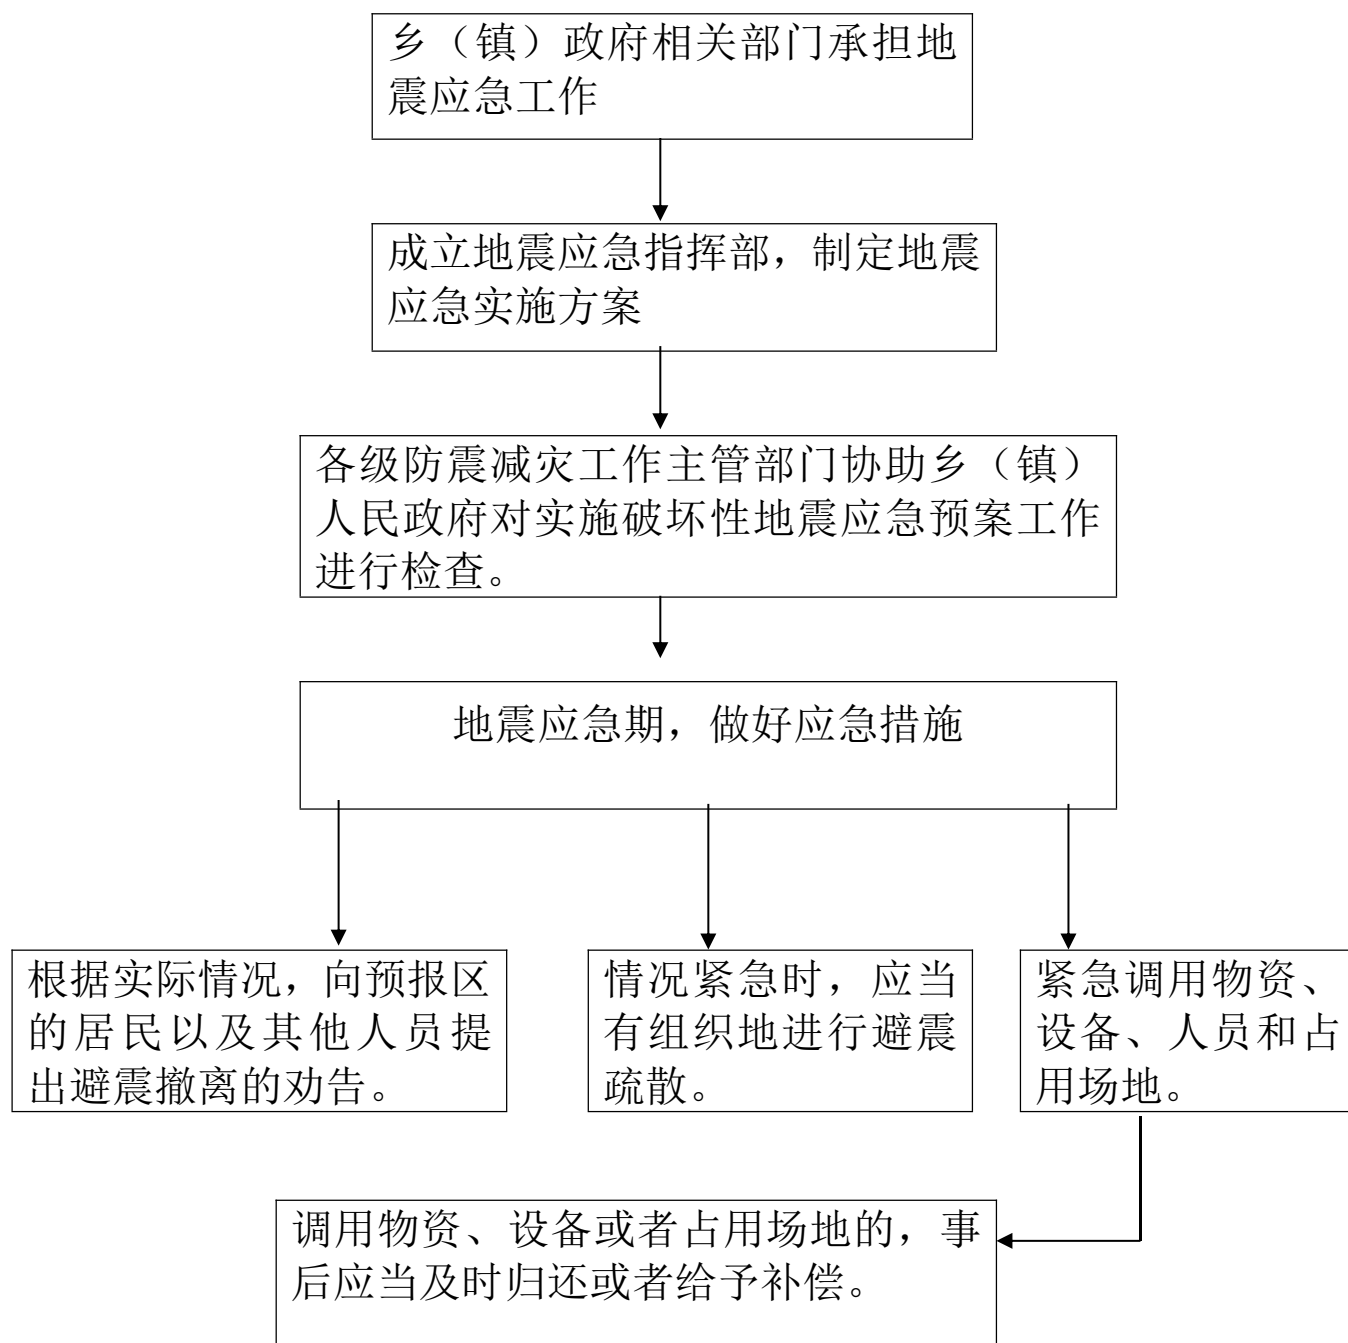 乡（镇）政府相关部门承担地
震应急工作
成立地震应急指挥部，制定地震
应急实施方案
各级防震减灾工作主管部门协助乡（镇）
人民政府对实施破坏性地震应急预案工作
进行检查。
地震应急期，做好应急措施
根据实际情况，向预报区
的居民以及其他人员提
出避震撤离的劝告。
情况紧急时，应当
有组织地进行避震
疏散。
紧急调用物资、
设备、人员和占
用场地。
调用物资、设备或者占用场地的，事
后应当及时归还或者给予补偿。